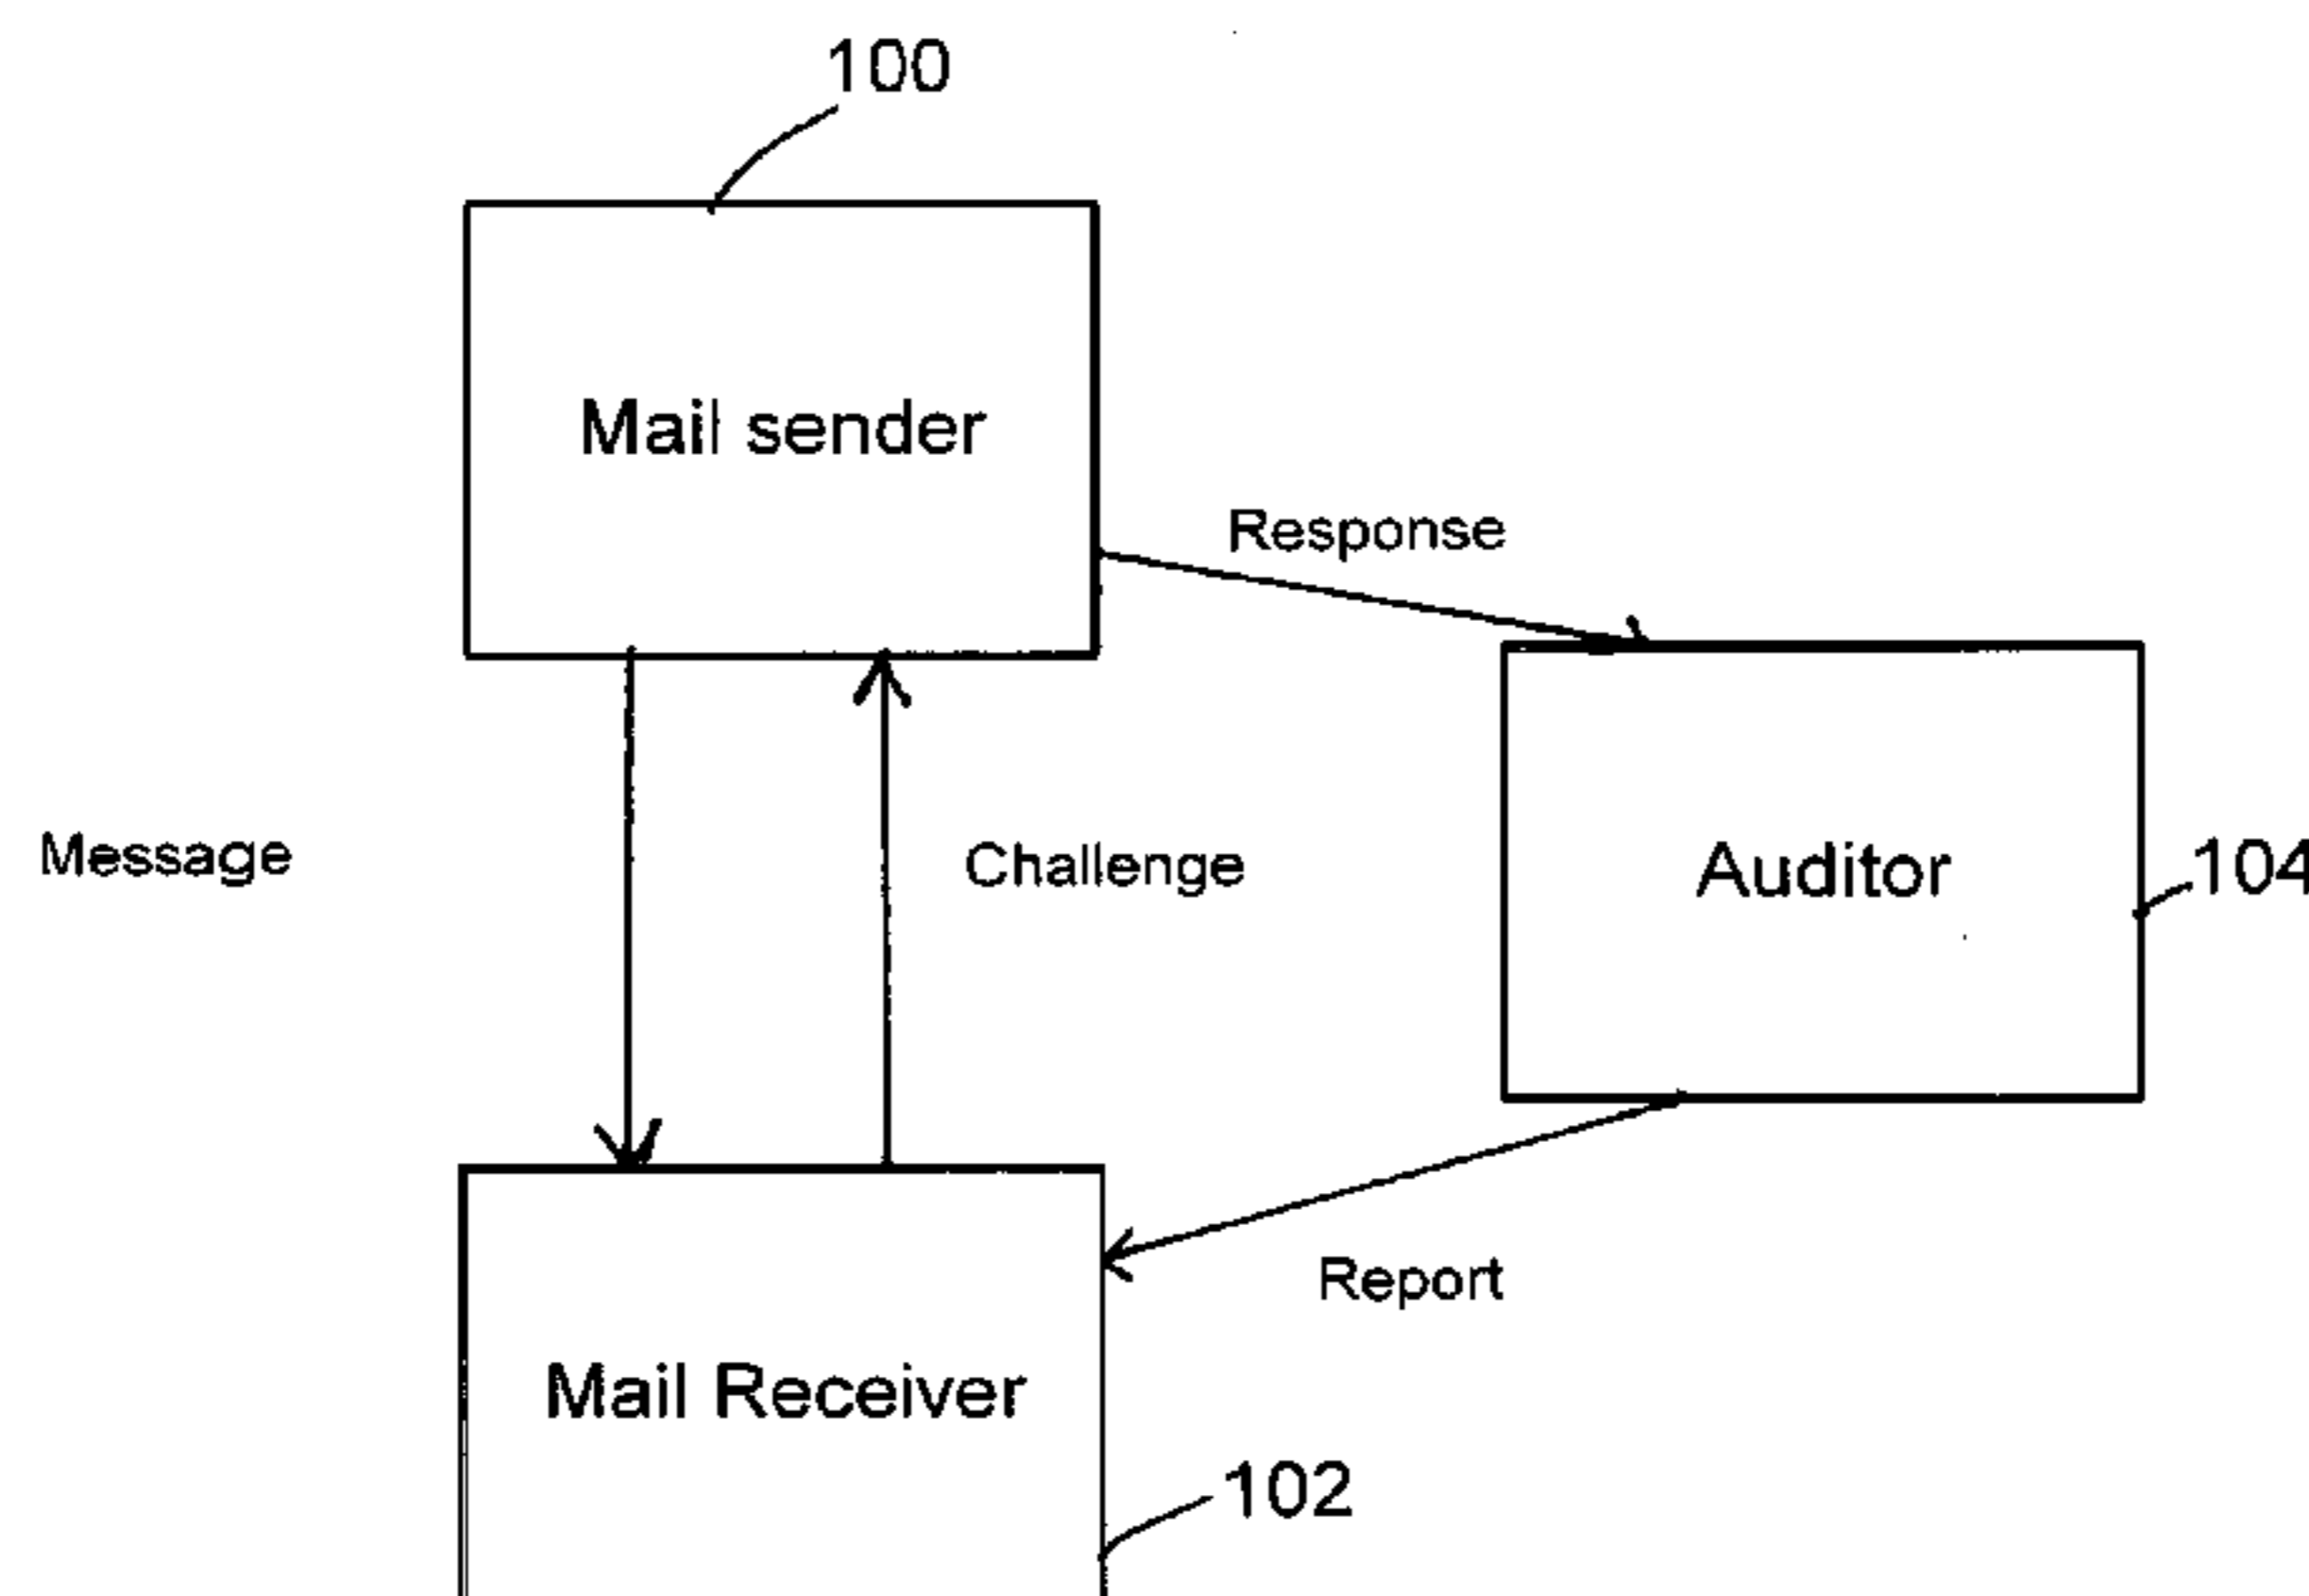 100
Mail sender
Response
Message
Challenge
Auditor
104
Report
Mail Receiver
102